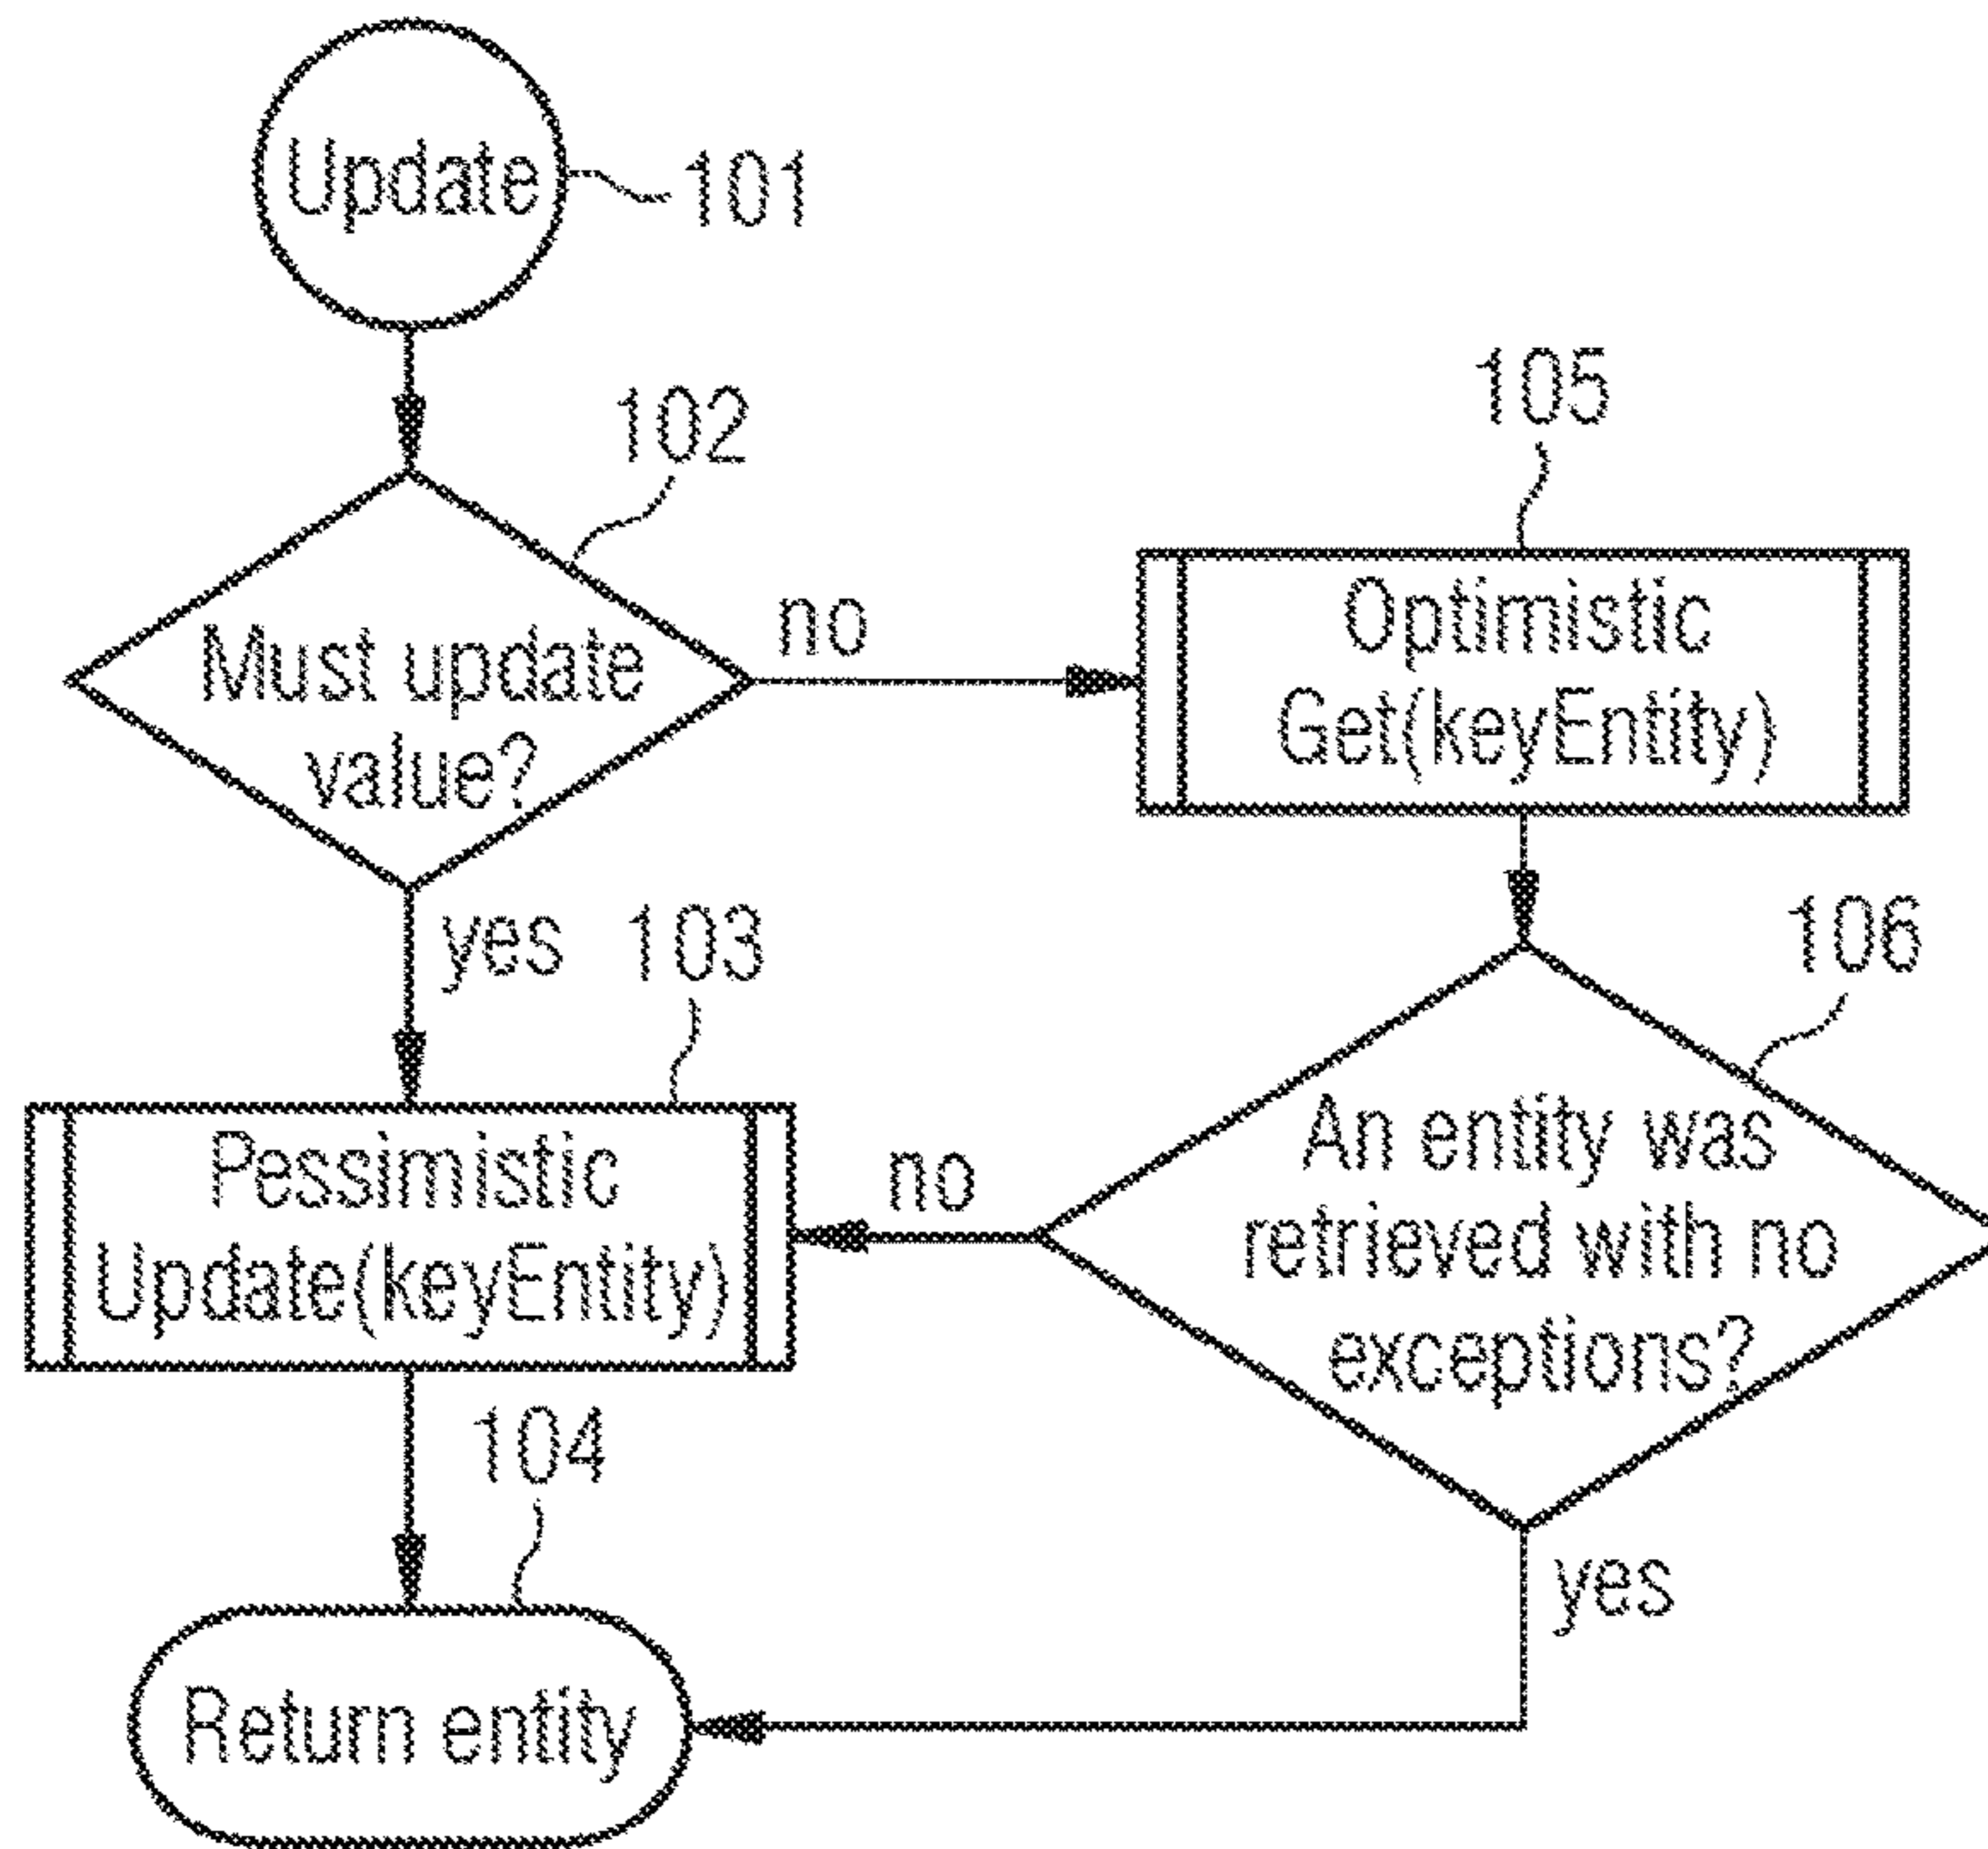 Update
101
102
Must update
value?
no
yes
105
Optimistic
Get(keyEntity)
106
An entity was
retrieved with no
exceptions?
no
yes
103
Pessimistic
Update(keyEntity)
104
Return entity